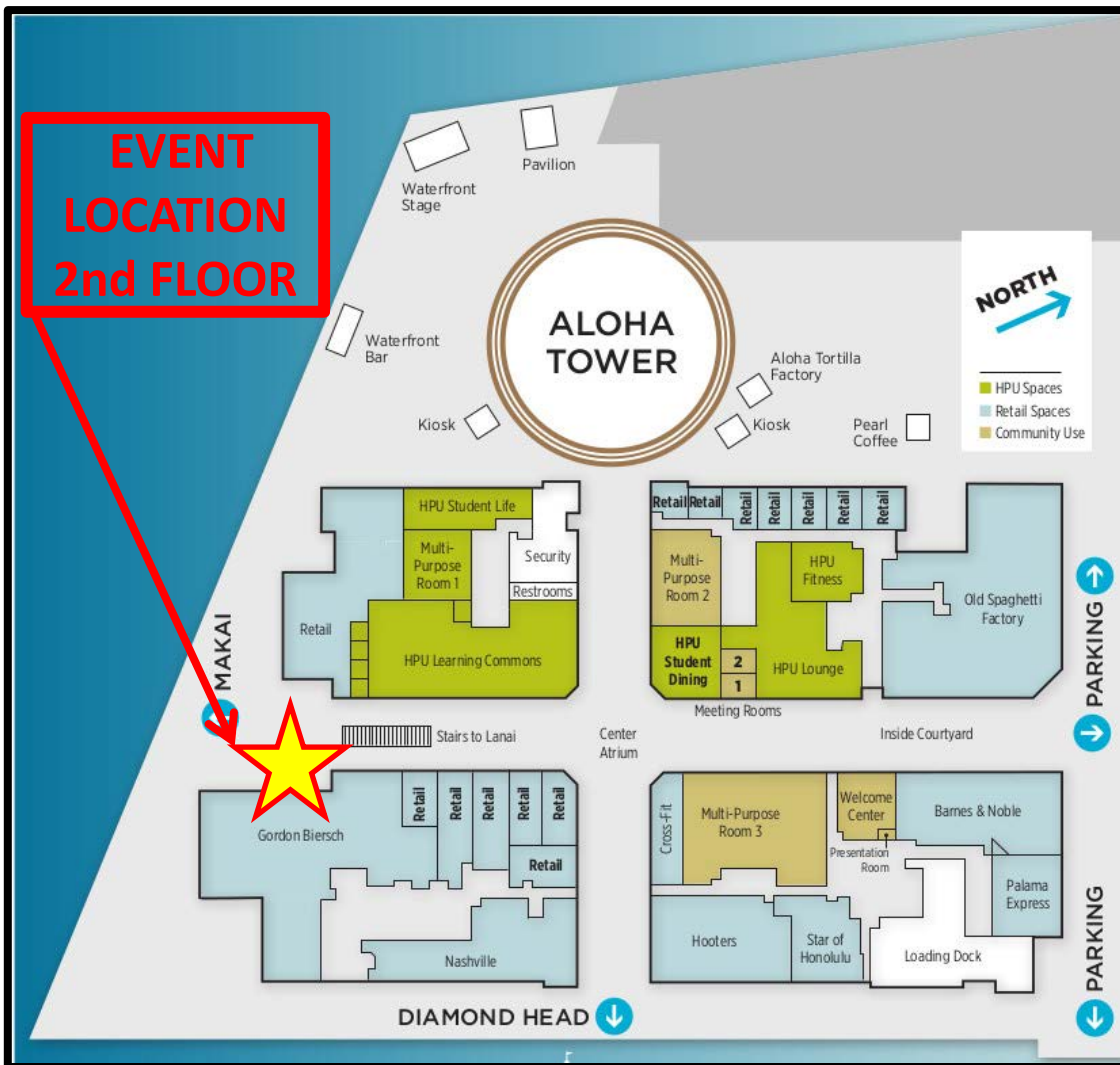 EVENT
LOCATION
2nd FLOOR
Pavilion
Waterfront
Stage
NORTH
HPU Spaces
Retail Spaces
Community Use
ALOHA
TOWER
Waterfront
Bar
Aloha Tortilla
Factory
Kiosk
Kiosk
Pearl
Coffee
HPU Student Life
Multi-
Purpose
Room 1
Security
Restrooms
Retail
HPU Learning Commons
Retail
Retail
Retail
Retail
Retail
Retail
Retail
Multi-
Purpose
Room 2
HPU
Fitness
Old Spaghetti
Factory
HPU
Student
Dining
2
1
HPU Lounge
Meeting Rooms
MAKAI
PARKING
Stairs to Lanai
Center
Atrium
Inside Courtyard
Gordon Biersch
Retail
Retail
Retail
Retail
Retail
Retail
Nashville
Cross-Fit
Multi-Purpose
Room 3
Welcome
Center
Presentation
Room
Barnes & Noble
Palama
Express
Hooters
Star of
Honolulu
Loading Dock
PARKING
DIAMOND HEAD